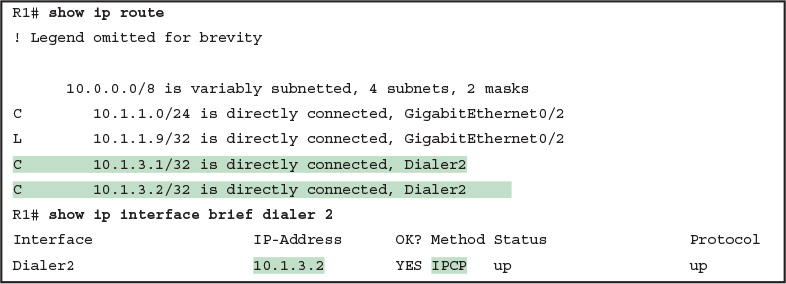 R1# show ip route
! Legend omitted for brevity
10.0.0.0/8 is variably subnetted, 4 subnets, 2 masks
C 10.1.1.0/24 is directly connected, GigabitEthernet0/2
L 10.1.1.9/32 is directly connected, GigabitEthernet0/2
C 10.1.3.1/32 is directly connected, Dialer2
C 10.1.3.2/32 is directly connected, Dialer2
R1# show ip interface brief dialer 2
Interface IP-Address OK? Method Status Protocol
Dialer2 10.1.3.2 YES IPCP up up